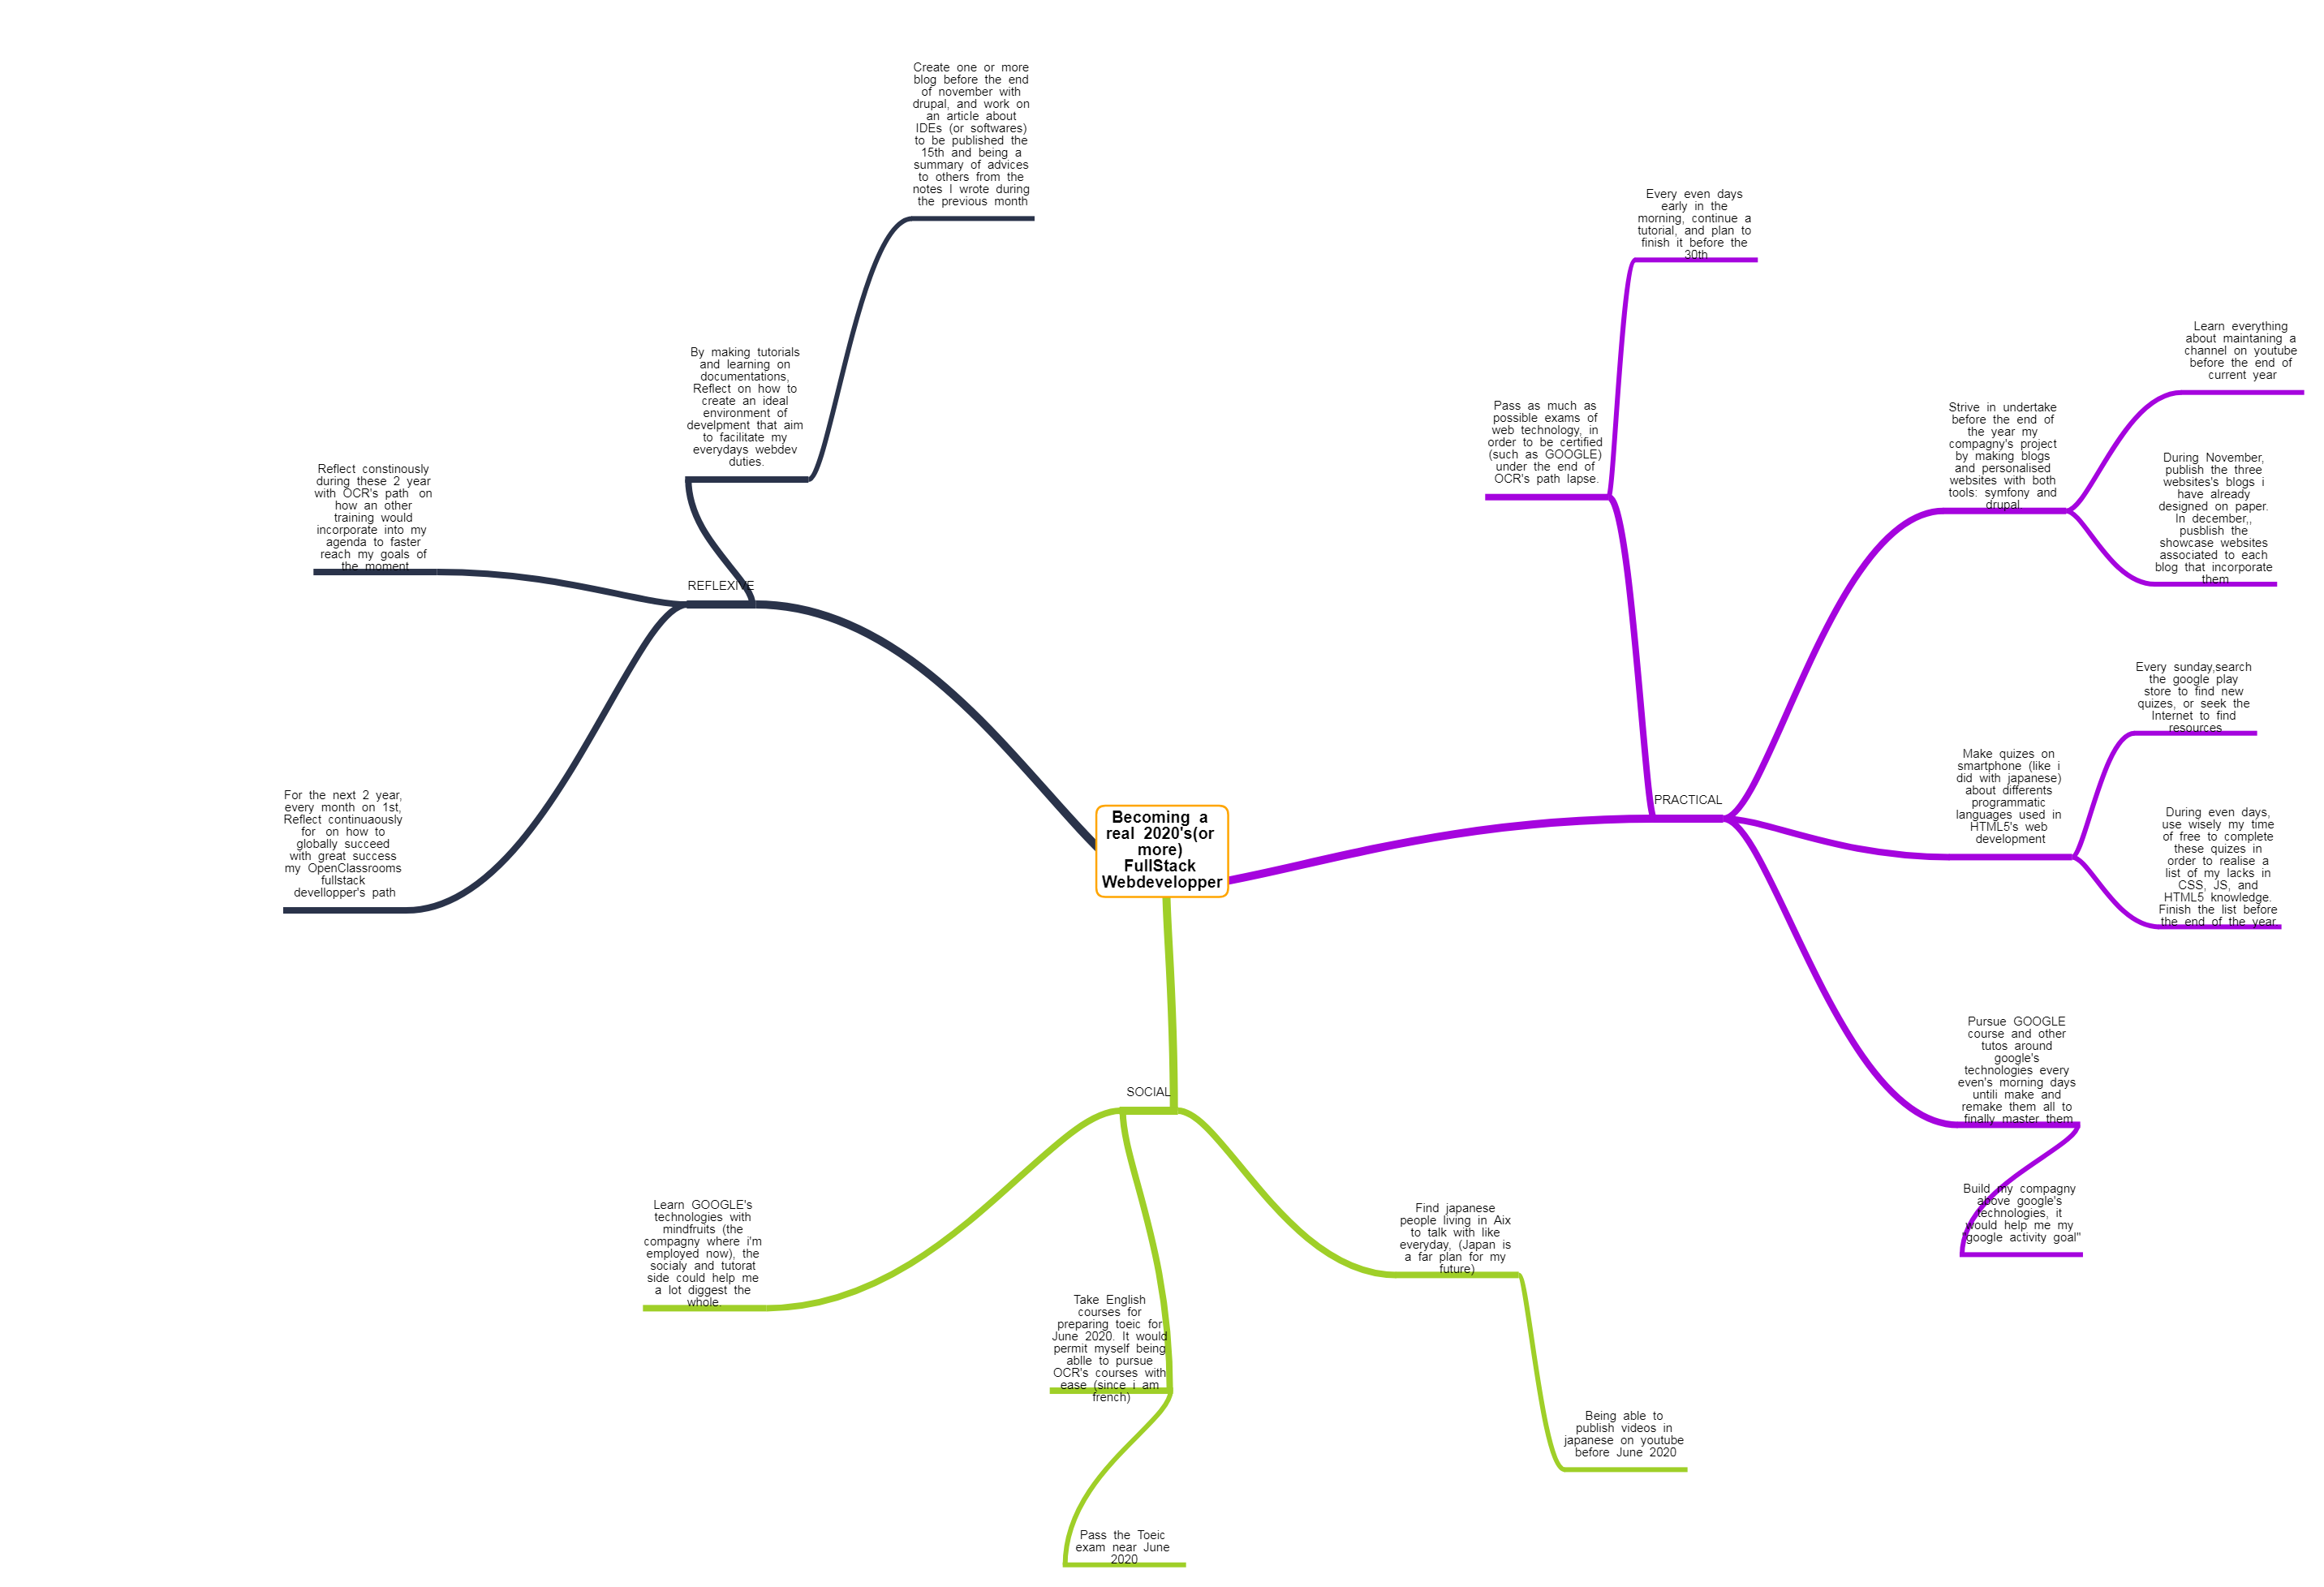 Create one or more
blog before the end
of november with
drupal, and work on
an article about
IDEs (or softwares)
to be published the
15th and being a
summary of advices
to others from the
notes I wrote during
the previous month
By making tutorials
and learning on
documentations,
Reflect on how to
create an ideal
environment of
develpment that aim
to facilitate my
everydays webdev
duties.
Reflect constinously
during these 2 year
with OCR's path on
how an other
training would
incorporate into my
agenda to faster
reach my goals of
the moment
REFLEXIVE
For the next 2 year,
every month on 1st,
Reflect continuaously
for on how to
globally succeed
with great success
my OpenClassrooms
fullstack
devellopper's path
Becoming a
real 2020's(or
more)
FullStack
Webdevelopper
Every even days
early in the
morning, continue a
tutorial, and plan to
finish it before the
30th
Pass as much as
possible exams of
web technology, in
order to be certified
(such as GOOGLE)
under the end of
OCR's path lapse.
PRACTICAL
Strive in undertake
before the end of
the year my
compagny's project
by making blogs
and personalised
websites with both
tools: symfony and
drupal.
Learn everything
about maintaning a
channel on youtube
before the end of
current year
During November,
publish the three
websites's blogs i
have already
designed on paper.
In december,,
pusblish the
showcase websites
associated to each
blog that incorporate
them
Every sunday,search
the google play
store to find new
quizes, or seek the
Internet to find
resources
Make quizes on
smartphone (like i
did with japanese)
about differents
programmatic
languages used in
HTML5's web
development
During even days,
use wisely my time
of free to complete
these quizes in
order to realise a
list of my lacks in
CSS, JS, and
HTML5 knowledge.
Finish the list before
the end of the year
Pursue GOOGLE
course and other
tutos around
google's
technologies every
even's morning days
untili make and
remake them all to
finally master them
Build my compagny
above google's
technologies, it
would help me my
"google activity goal"
SOCIAL
Learn GOOGLE's
technologies with
mindfruits (the
compagny where i'm
employed now), the
socialy and tutorat
side could help me
a lot diggest the
whole.
Take English
courses for
preparing toeic for
June 2020. It would
permit myself being
ablle to pursue
OCR's courses with
ease (since i am
french)
Pass the Toeic
exam near June
2020
Find japanese
people living in Aix
to talk with like
everyday, (Japan is
a far plan for my
future)
Being able to
publish videos in
japanese on youtube
before June 2020